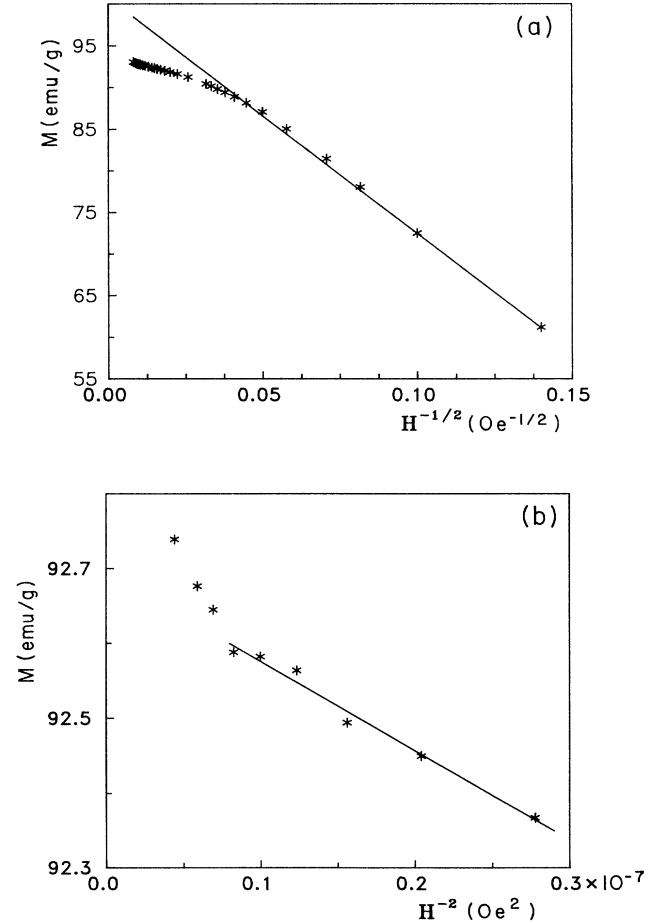 (a)
95
85
75
65
55
M (emu/g)
0.00
0.05
0.10
0.15
H^{-1/2} (Oe^{-1/2})
(b)
92.7
92.5
92.3
M (emu/g)
0.0
0.1
0.2
0.3×10^{-7}
H^{-2} (Oe^{2})